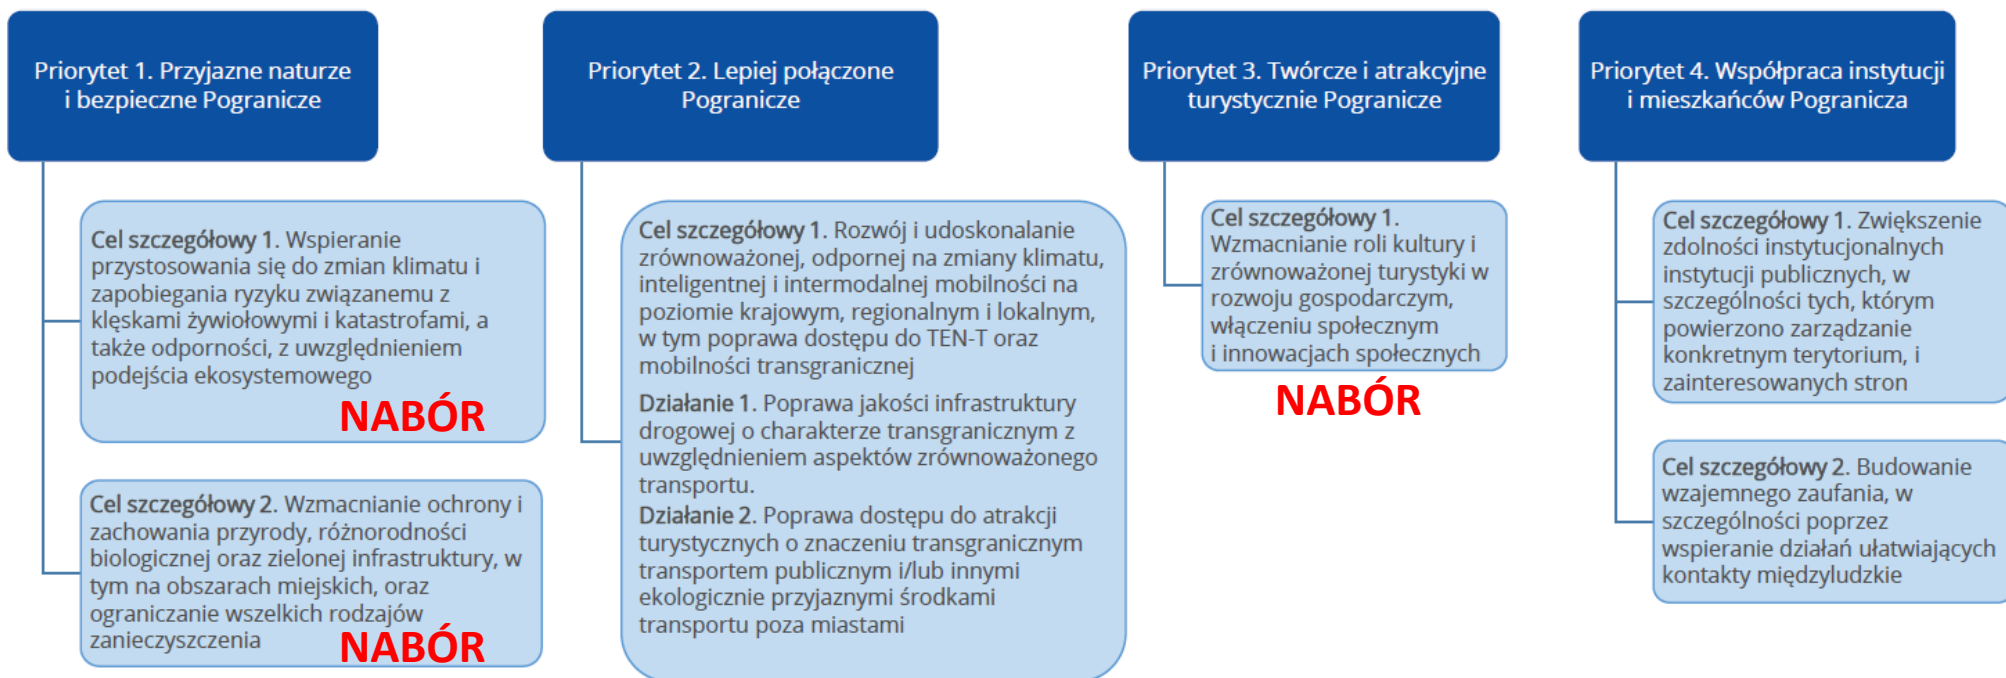 Priorytet 1. Przyjazne naturze
i bezpieczne Pogranicze
Cel szczegółowy 1. Wspieranie
przystosowania się do zmian klimatu i
zapobiegania ryzyku związanemu z
klęskami żywiołowymi i katastrofami, a
także odporności, z uwzględnieniem
podejścia ekosystemowego
NABÓR
Cel szczegółowy 2. Wzmacnianie ochrony i
zachowania przyrody, różnorodności
biologicznej oraz zielonej infrastruktury, w
tym na obszarach miejskich, oraz
ograniczanie wszelkich rodzajów
zanieczyszczenia
NABÓR
Priorytet 2. Lepiej połączone
Pogranicze
Cel szczegółowy 1. Rozwój i udoskonalanie
zrównoważonej, odpornej na zmiany klimatu,
inteligentnej i intermodalnej mobilności na
poziomie krajowym, regionalnym i lokalnym,
w tym poprawa dostępu do TEN-T oraz
mobilności transgranicznej
Działanie 1. Poprawa jakości infrastruktury
drogowej o charakterze transgranicznym z
uwzględnieniem aspektów zrównoważonego
transportu.
Działanie 2. Poprawa dostępu do atrakcji
turystycznych o znaczeniu transgranicznym
transportem publicznym i/lub innymi
ekologicznie przyjaznymi środkami
transportu poza miastami
Priorytet 3. Twórcze i atrakcyjne
turystycznie Pogranicze
Cel szczegółowy 1.
Wzmacnianie roli kultury i
zrównoważonej turystyki w
rozwoju gospodarczym,
włączeniu społecznym
i innowacjach społecznych
NABÓR
Priorytet 4. Współpraca instytucji
i mieszkańców Pogranicza
Cel szczegółowy 1. Zwiększenie
zdolności instytucjonalnych
instytucji publicznych, w
szczególności tych, którym
powierzono zarządzanie
konkretnym terytorium, i
zainteresowanych stron
Cel szczegółowy 2. Budowanie
wzajemnego zaufania, w
szczególności poprzez
wspieranie działań ułatwiających
kontakty międzyludzkie